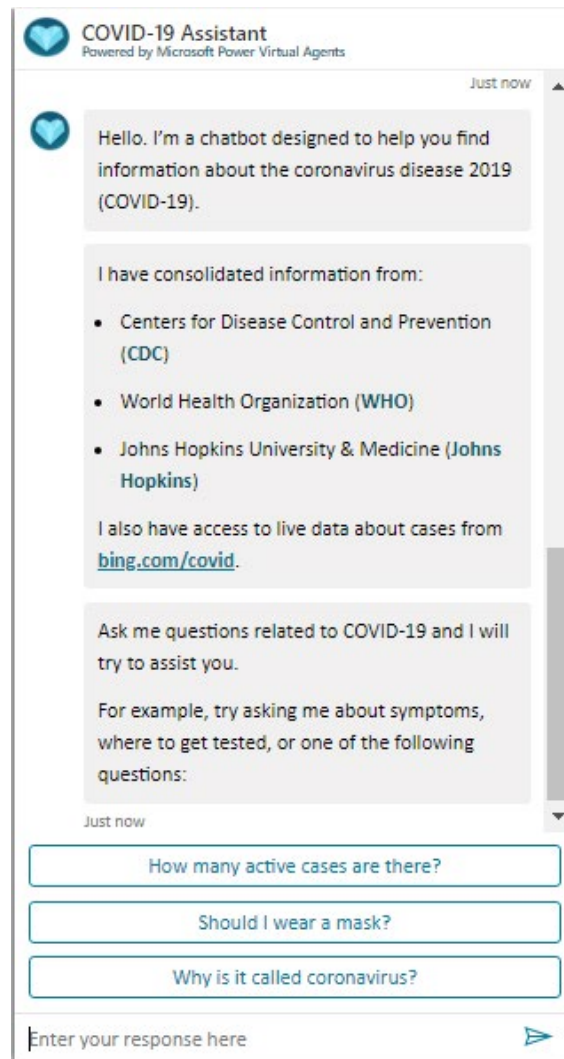 COVID-19 Assistant
Powered by Microsoft Power Virtual Agents
Just now
Hello. I'm a chatbot designed to help you find
information about the coronavirus disease 2019
(COVID-19).
I have consolidated information from:
• Centers for Disease Control and Prevention
(CDC)
• World Health Organization (WHO)
• Johns Hopkins University & Medicine (Johns
Hopkins)
I also have access to live data about cases from
bing.com/covid.
Ask me questions related to COVID-19 and I will
try to assist you.
For example, try asking me about symptoms,
where to get tested, or one of the following
questions:
Just now
How many active cases are there?
Should I wear a mask?
Why is it called coronavirus?
Enter your response here